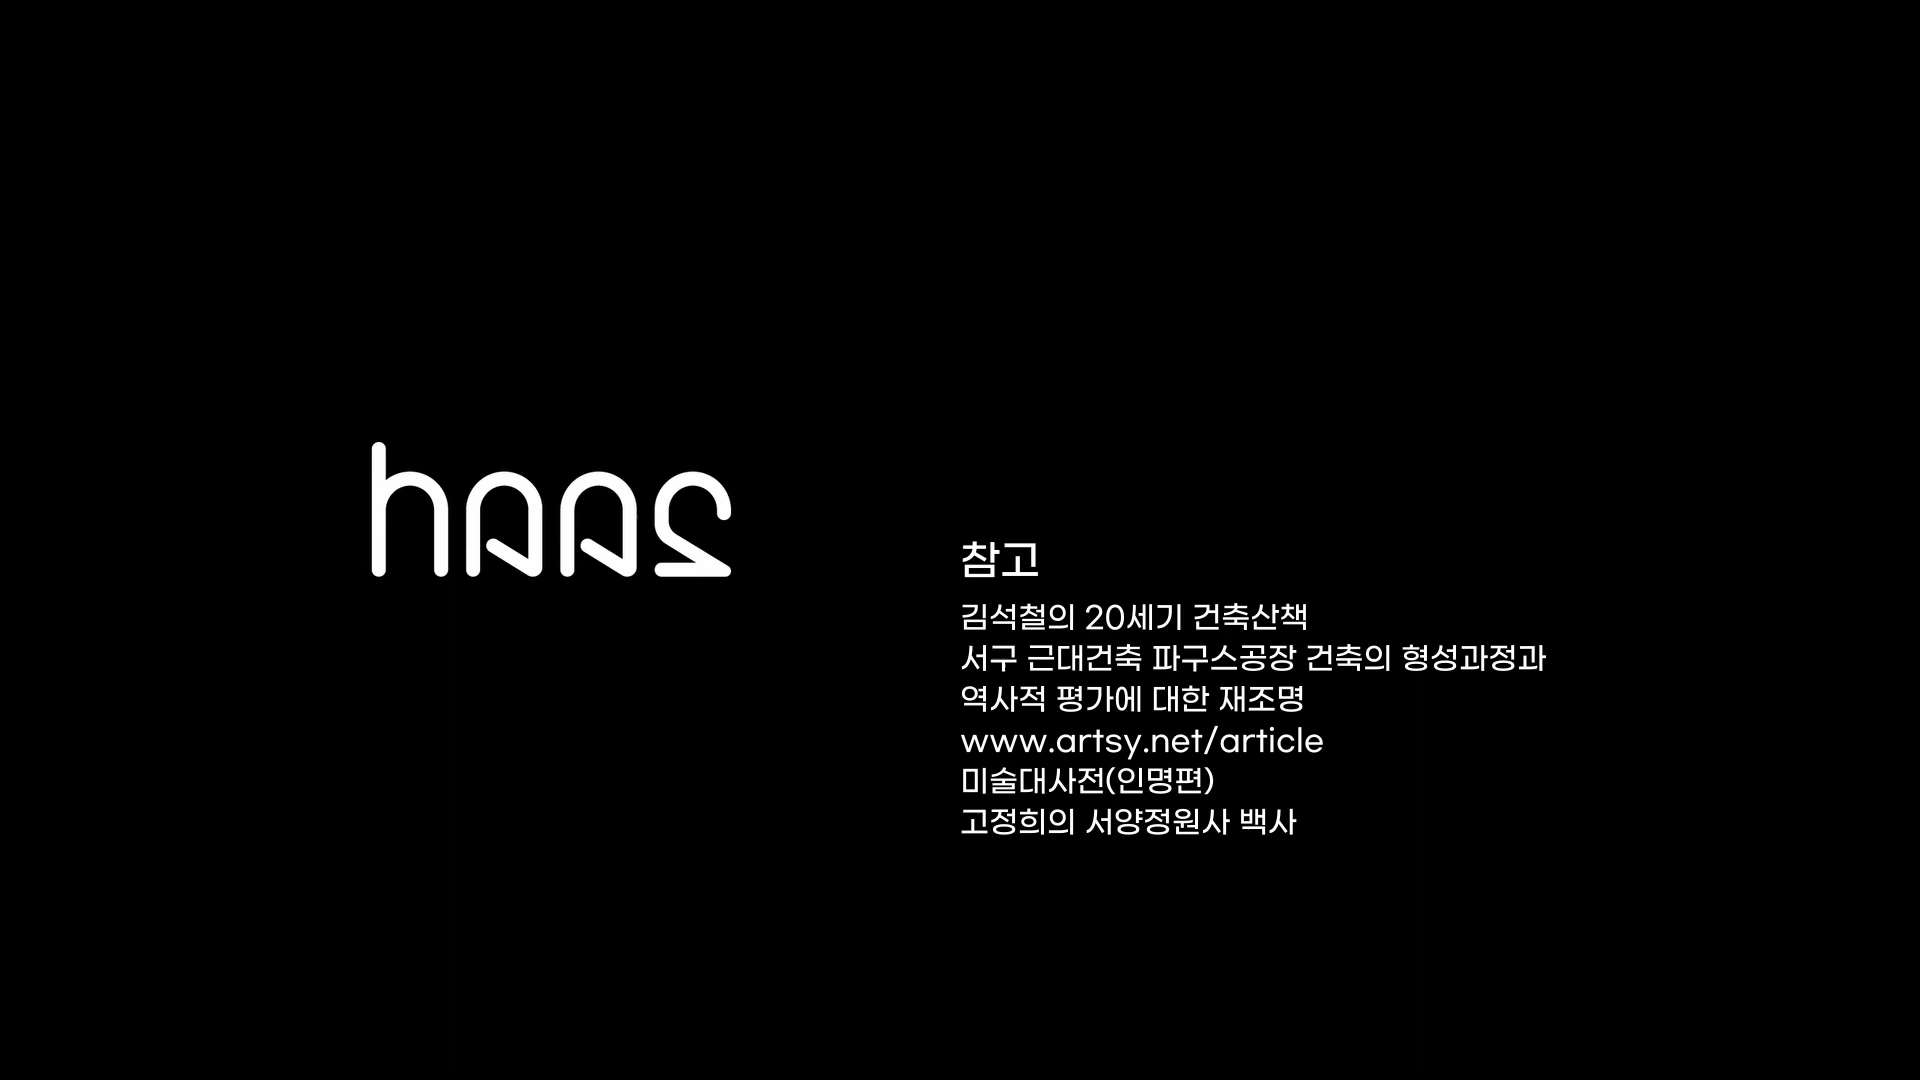 haas
참고
김석철의 20세기 건축산책
서구 근대건축 파구스공장 건축의 형성과정과
역사적 평가에 대한 재조명
www.artsy.net/article
미술대사전(인명편)
고정희의 서양정원사 백사